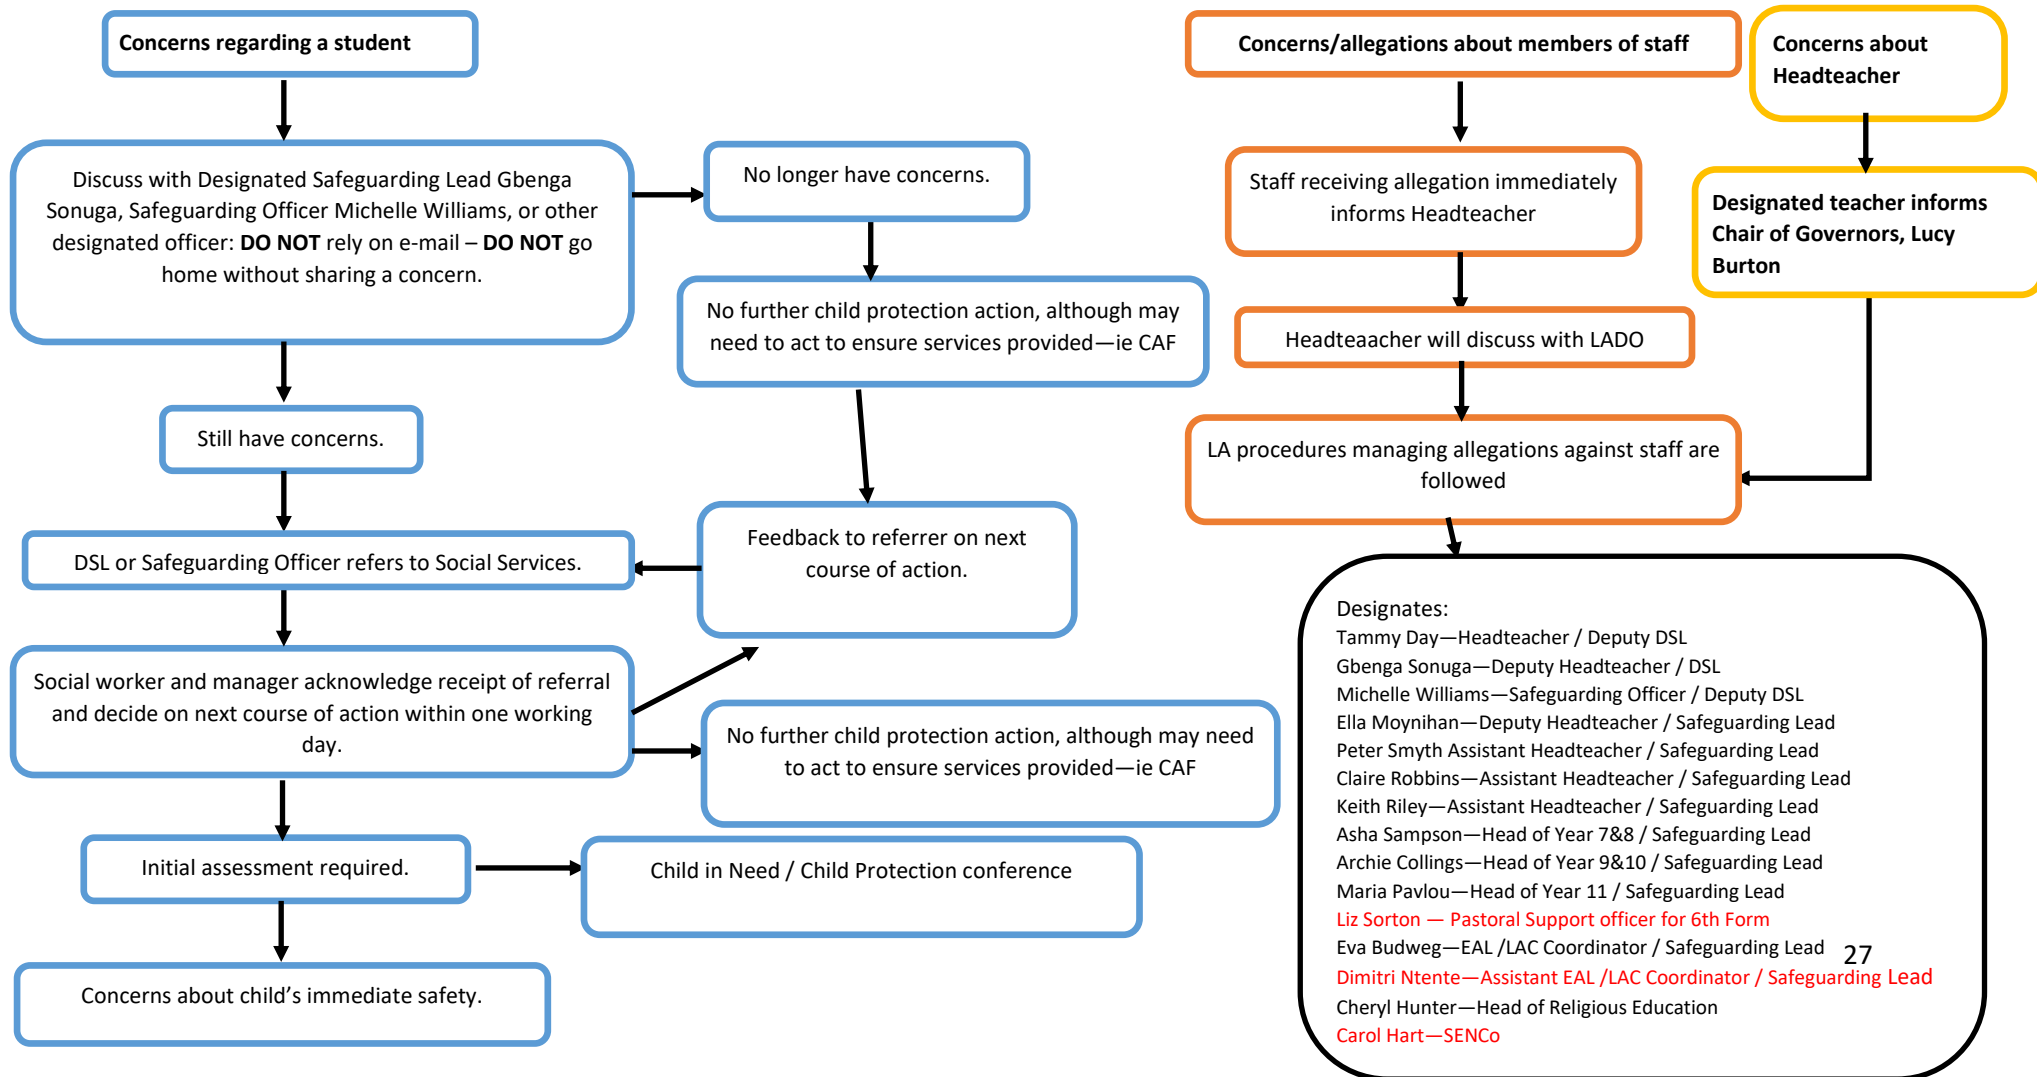 Concerns regarding a student
Discuss with Designated Safeguarding Lead Gbenga
Sonuga, Safeguarding Officer Michelle Williams, or other
designated officer: DO NOT rely on e-mail – DO NOT go
home without sharing a concern.
No longer have concerns.
No further child protection action, although may
need to act to ensure services provided—ie CAF
Still have concerns.
DSL or Safeguarding Officer refers to Social Services.
Feedback to referrer on next
course of action.
Social worker and manager acknowledge receipt of referral
and decide on next course of action within one working
day.
No further child protection action, although may need
to act to ensure services provided—ie CAF
Initial assessment required.
Child in Need / Child Protection conference
Concerns about child’s immediate safety.
Concerns/allegations about members of staff
Staff receiving allegation immediately
informs Headteacher
Headteaacher will discuss with LADO
LA procedures managing allegations against staff are
followed
Concerns about
Headteacher
Designated teacher informs
Chair of Governors, Lucy
Burton
Designates:
Tammy Day—Headteacher / Deputy DSL
Gbenga Sonuga—Deputy Headteacher / DSL
Michelle Williams—Safeguarding Officer / Deputy DSL
Ella Moynihan—Deputy Headteacher / Safeguarding Lead
Peter Smyth Assistant Headteacher / Safeguarding Lead
Claire Robbins—Assistant Headteacher / Safeguarding Lead
Keith Riley—Assistant Headteacher / Safeguarding Lead
Asha Sampson—Head of Year 7&8 / Safeguarding Lead
Archie Collings—Head of Year 9&10 / Safeguarding Lead
Maria Pavlou—Head of Year 11 / Safeguarding Lead
Liz Sorton — Pastoral Support officer for 6th Form
Eva Budweg—EAL /LAC Coordinator / Safeguarding Lead
27
Dimitri Ntente—Assistant EAL /LAC Coordinator / Safeguarding Lead
Cheryl Hunter—Head of Religious Education
Carol Hart—SENCo